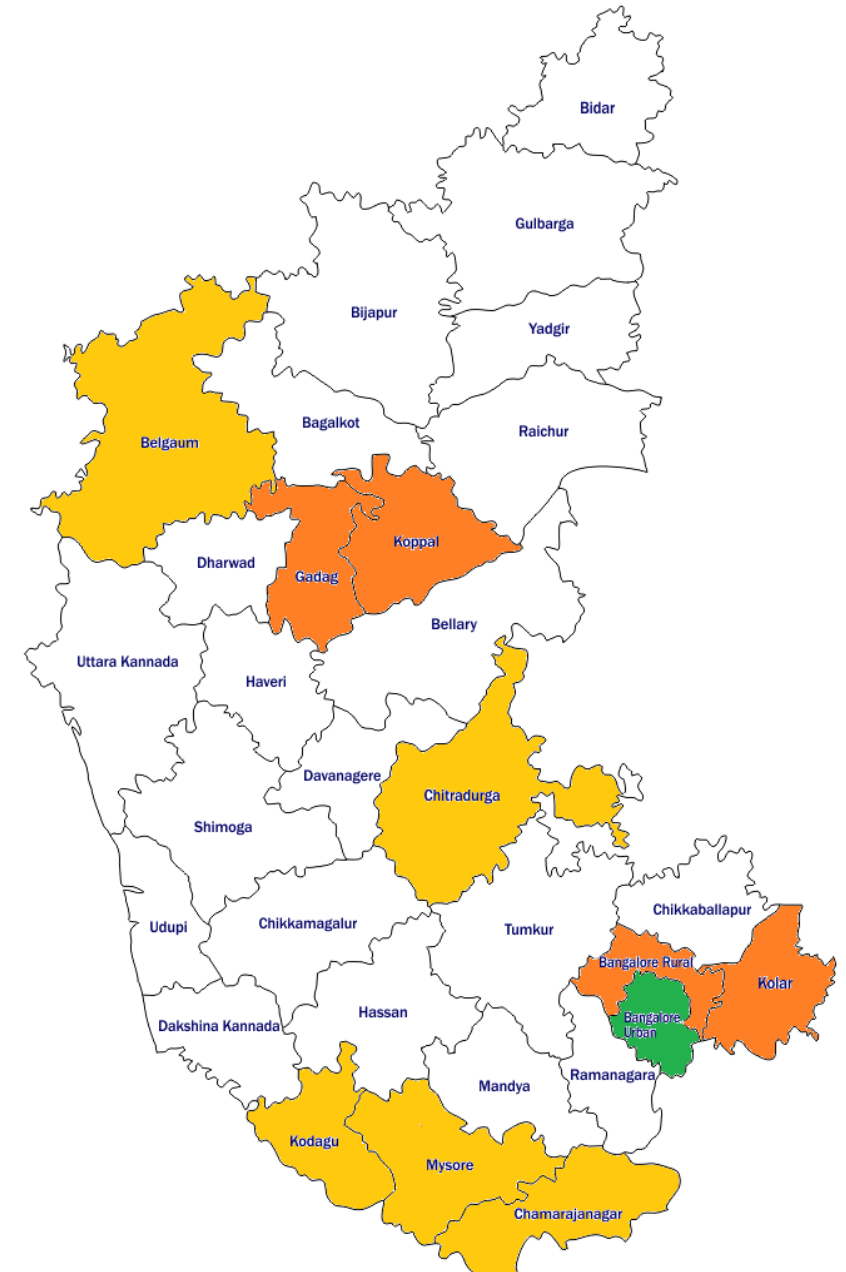 Bidar
Gulbarga
Bijapur
Yadgir
Bagalkot
Raichur
Belgaum
Koppal
Dharwad
Gadag
Bellary
Uttara Kannada
Haveri
Davanagere
Chitradurga
Shimoga
Chikkaballapur
Chikkamagalur
Udupi
Tumkur
Bangalore Rural
Kolar
Hassan
Bangalore
Urban
Dakshina Kannada
Ramanagara
Mandya
Kodagu
Mysore
Chamarajanagar